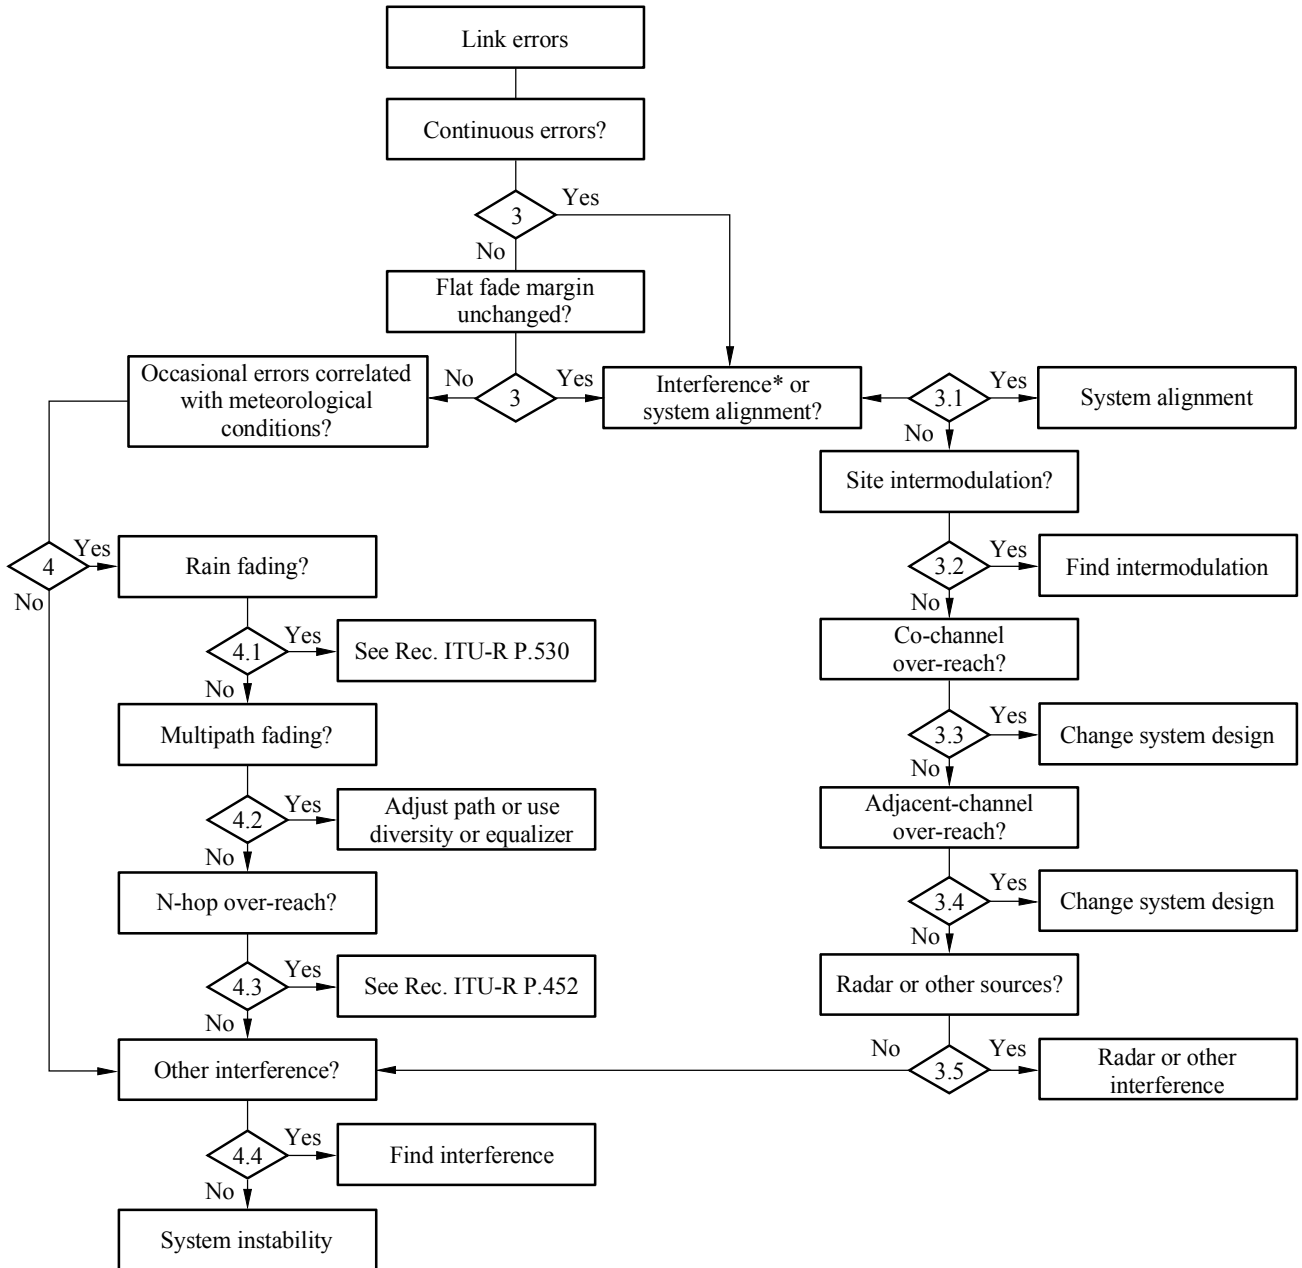 Link errors
Continuous errors?
3
Yes
No
Flat fade margin
unchanged?
Occasional errors correlated
with meteorological
conditions?
No
3
Yes
Interference* or
system alignment?
3.1
Yes
System alignment
No
Site intermodulation?
3.2
Yes
Find intermodulation
No
Co-channel
over-reach?
3.3
Yes
Change system design
No
Adjacent-channel
over-reach?
3.4
Yes
Change system design
No
Radar or other sources?
No
3.5
Yes
Radar or other
interference
4
Yes
No
Rain fading?
4.1
Yes
See Rec. ITU-R P.530
No
Multipath fading?
4.2
Yes
Adjust path or use
diversity or equalizer
No
N-hop over-reach?
4.3
Yes
See Rec. ITU-R P.452
No
Other interference?
4.4
Yes
Find interference
No
System instability